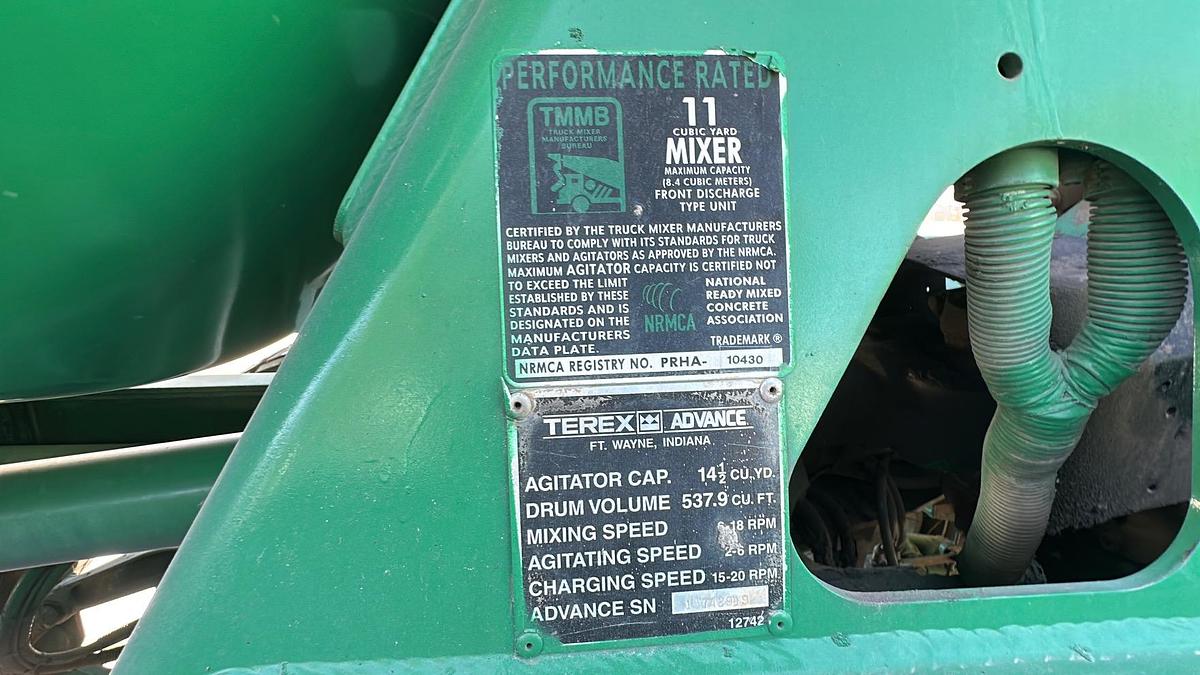 PERFORMANCE RATED
TMMB
TRUCK MIXER
MANUFACTURERS
BUREAU
11
CUBIC YARD
MIXER
MAXIMUM CAPACITY
(8.4 CUBIC METERS)
FRONT DISCHARGE
TYPE UNIT
CERTIFIED BY THE TRUCK MIXER MANUFACTURERS
BUREAU TO COMPLY WITH ITS STANDARDS FOR TRUCK
MIXERS AND AGITATORS AS APPROVED BY THE NRMCA.
MAXIMUM AGITATOR CAPACITY IS CERTIFIED NOT
TO EXCEED THE LIMIT
ESTABLISHED BY THESE
STANDARDS AND IS
DESIGNATED ON THE
MANUFACTURERS
DATA PLATE.
NRMCA
NATIONAL
READY MIXED
CONCRETE
ASSOCIATION
TRADEMARK ®
NRMCA REGISTRY NO. PRHA- 10430
TEREX ADVANCE
FT. WAYNE, INDIANA
AGITATOR CAP. 14½ CU. YD.
DRUM VOLUME 537.9 CU. FT.
MIXING SPEED 6-18 RPM
AGITATING SPEED 2-6 RPM
CHARGING SPEED 15-20 RPM
ADVANCE SN
12742